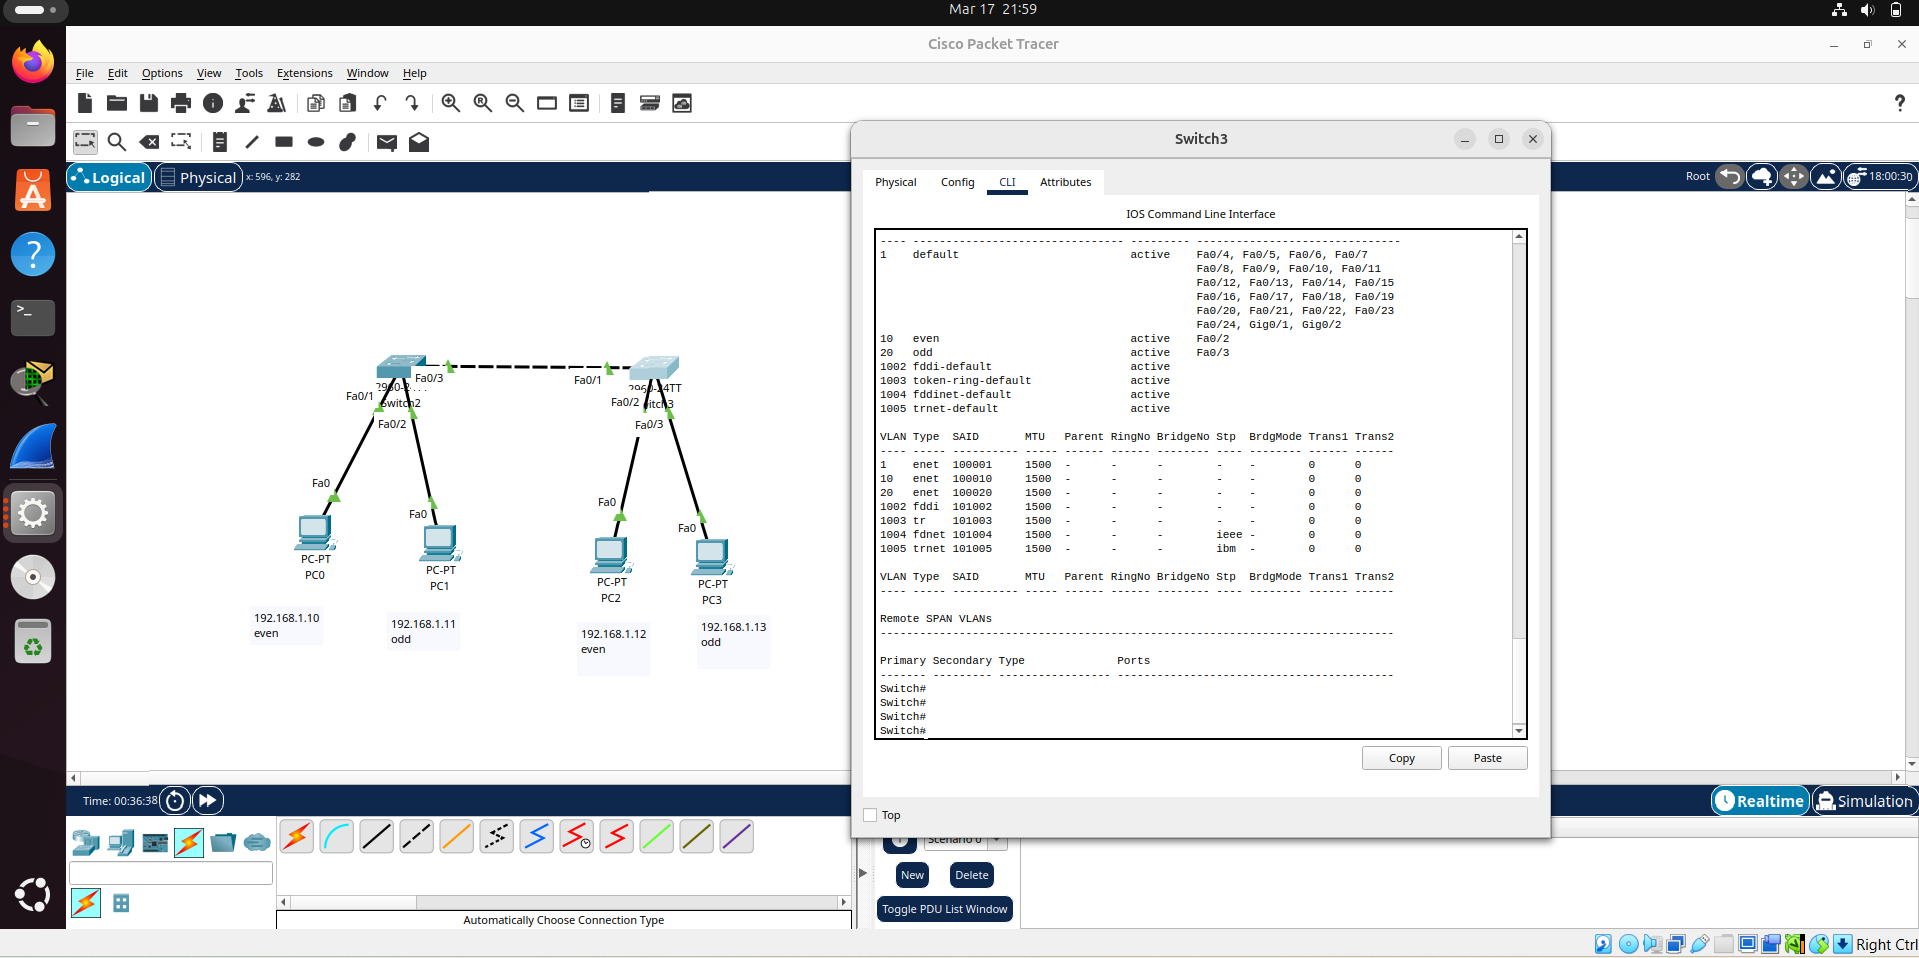 Mar 17 21:59
Cisco Packet Tracer
File Edit Options View Tools Extensions Window Help
Logical Physical x: 596, y: 282
Root 18:00:30
Switch3
Physical Config CLI Attributes
IOS Command Line Interface
---- -------------------------------- --------- -------------------------------
1    default                          active    Fa0/4, Fa0/5, Fa0/6, Fa0/7
Fa0/8, Fa0/9, Fa0/10, Fa0/11
Fa0/12, Fa0/13, Fa0/14, Fa0/15
Fa0/16, Fa0/17, Fa0/18, Fa0/19
Fa0/20, Fa0/21, Fa0/22, Fa0/23
Fa0/24, Gig0/1, Gig0/2
10   even                             active    Fa0/2
20   odd                              active    Fa0/3
1002 fddi-default                     active
1003 token-ring-default               active
1004 fddinet-default                  active
1005 trnet-default                    active
VLAN Type  SAID       MTU   Parent RingNo BridgeNo Stp  BrdgMode Trans1 Trans2
---- ----- ---------- ----- ------ ------ -------- ---- -------- ------ ------
1    enet  100001     1500  -      -      -        -    -        0      0
10   enet  100010     1500  -      -      -        -    -        0      0
20   enet  100020     1500  -      -      -        -    -        0      0
1002 fddi  101002     1500  -      -      -        -    -        0      0
1003 tr    101003     1500  -      -      -        -    -        0      0
1004 fdnet 101004     1500  -      -      -        ieee -        0      0
1005 trnet 101005     1500  -      -      -        ibm  -        0      0
VLAN Type  SAID       MTU   Parent RingNo BridgeNo Stp  BrdgMode Trans1 Trans2
---- ----- ---------- ----- ------ ------ -------- ---- -------- ------ ------
Remote SPAN VLANs
------------------------------------------------------------------------------
Primary Secondary Type              Ports
------- --------- ----------------- ------------------------------------------
Switch#
Switch#
Switch#
Switch#
Copy Paste
Top
Fa0/3
Fa0/1
Fa0/1
Switch2
Fa0/2
Fa0/2
Fa0/3
Fa0
Fa0
Fa0
Fa0
PC-PT
PC0
PC-PT
PC1
PC-PT
PC2
PC-PT
PC3
192.168.1.10
even
192.168.1.11
odd
192.168.1.12
even
192.168.1.13
odd
Time: 00:36:38
Realtime Simulation
Scenario 0
New Delete
Toggle PDU List Window
Automatically Choose Connection Type
Right Ctrl